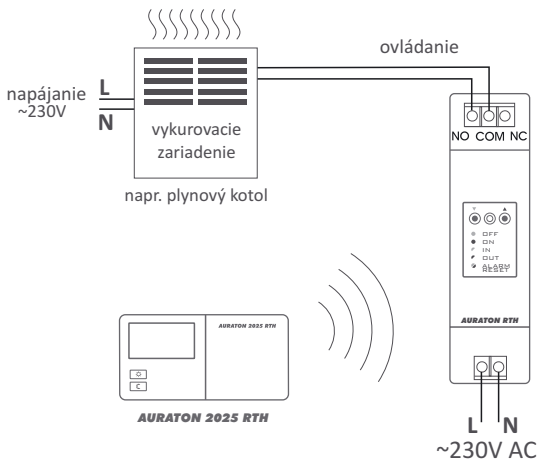 ovládanie
napájanie
~230V
L
N
vykurovacie
zariadenie
napr. plynový kotol
NO COM NC
OFF
ON
IN
OUT
ALARM
RESET
AURATON RTH
AURATON 2025 RTH
C
AURATON 2025 RTH
L N
~230V AC